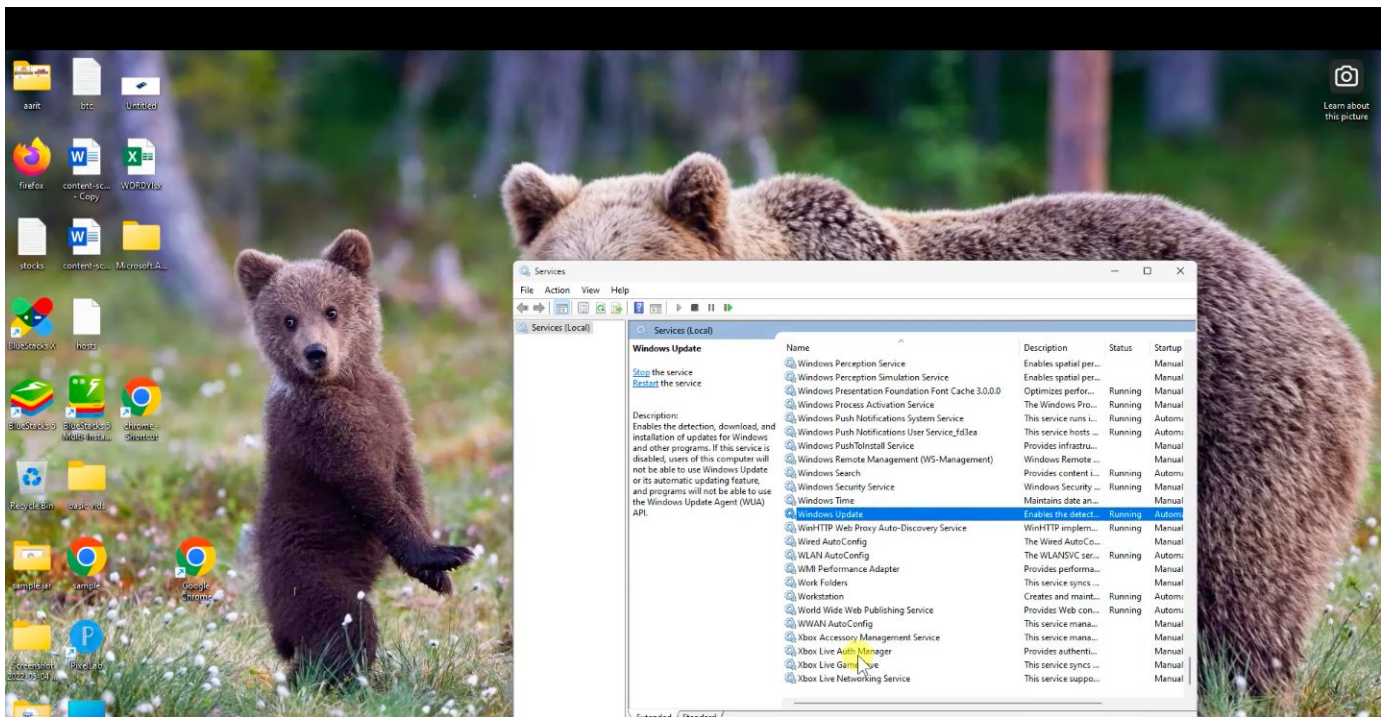 aarit
btc
Untitled
Learn about
this picture
firefox
content-sc...
- Copy
WORDYlsx
stocks
content-sc...
Microsoft.A...
BlueStacks X
hosts
BlueStacks 5
BlueStacks 5
Multi-Insta...
chrome -
Shortcut
Recycle Bin
basic vids
sample.jar
sample
Google
Chrome
Screenshot
2022-05-04 ...
PixelLab
Services
File Action View Help
Services (Local)
Services (Local)
Windows Update
Stop the service
Restart the service
Description:
Enables the detection, download, and
installation of updates for Windows
and other programs. If this service is
disabled, users of this computer will
not be able to use Windows Update
or its automatic updating feature,
and programs will not be able to use
the Windows Update Agent (WUA)
API.
Name Description Status Startup
Windows Perception Service Enables spatial per... Manual
Windows Perception Simulation Service Enables spatial per... Manual
Windows Presentation Foundation Font Cache 3.0.0.0 Optimizes perfor... Running Manual
Windows Process Activation Service The Windows Pro... Running Manual
Windows Push Notifications System Service This service runs i... Running Automa
Windows Push Notifications User Service_fd3ea This service hosts ... Running Automa
Windows PushToInstall Service Provides infrastru... Manual
Windows Remote Management (WS-Management) Windows Remote ... Manual
Windows Search Provides content i... Running Automa
Windows Security Service Windows Security ... Running Manual
Windows Time Maintains date an... Manual
Windows Update Enables the detect... Running Automa
WinHTTP Web Proxy Auto-Discovery Service WinHTTP implem... Running Manual
Wired AutoConfig The Wired AutoCo... Manual
WLAN AutoConfig The WLANSVC ser... Running Automa
WMI Performance Adapter Provides performa... Manual
Work Folders This service syncs ... Manual
Workstation Creates and maint... Running Automa
World Wide Web Publishing Service Provides Web con... Running Automa
WWAN AutoConfig This service mana... Manual
Xbox Accessory Management Service This service mana... Manual
Xbox Live Auth Manager Provides authenti... Manual
Xbox Live Game This service syncs ... Manual
Xbox Live Networking Service This service suppo... Manual
Extended Standard